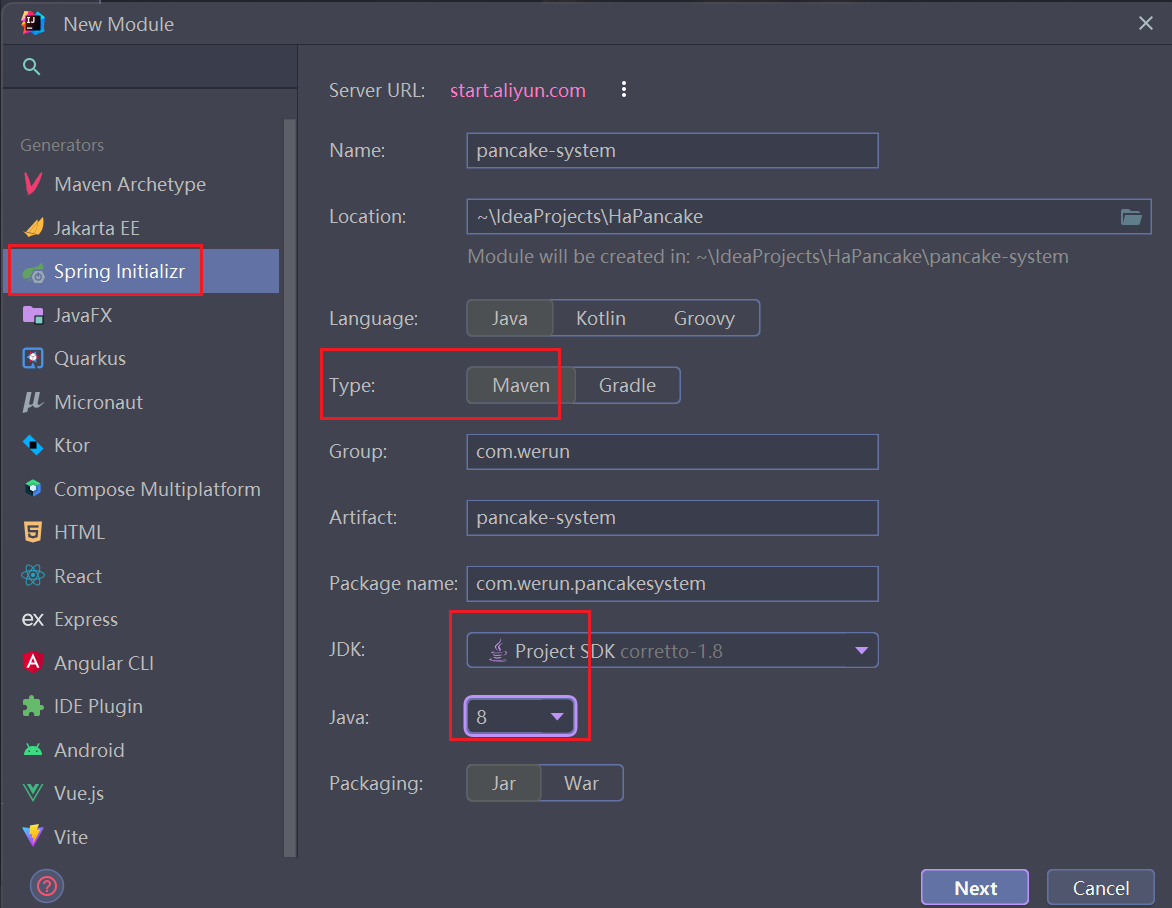 New Module
Generators
Maven Archetype
Jakarta EE
Spring Initializr
JavaFX
Quarkus
Micronaut
Ktor
Compose Multiplatform
HTML
React
ex Express
Angular CLI
IDE Plugin
Android
Vue.js
Vite
Server URL: start.aliyun.com
Name: pancake-system
Location: ~\IdeaProjects\HaPancake
Module will be created in: ~\IdeaProjects\HaPancake\pancake-system
Language: Java Kotlin Groovy
Type: Maven Gradle
Group: com.werun
Artifact: pancake-system
Package name: com.werun.pancakesystem
JDK: Project SDK corretto-1.8
Java: 8
Packaging: Jar War
? Next Cancel